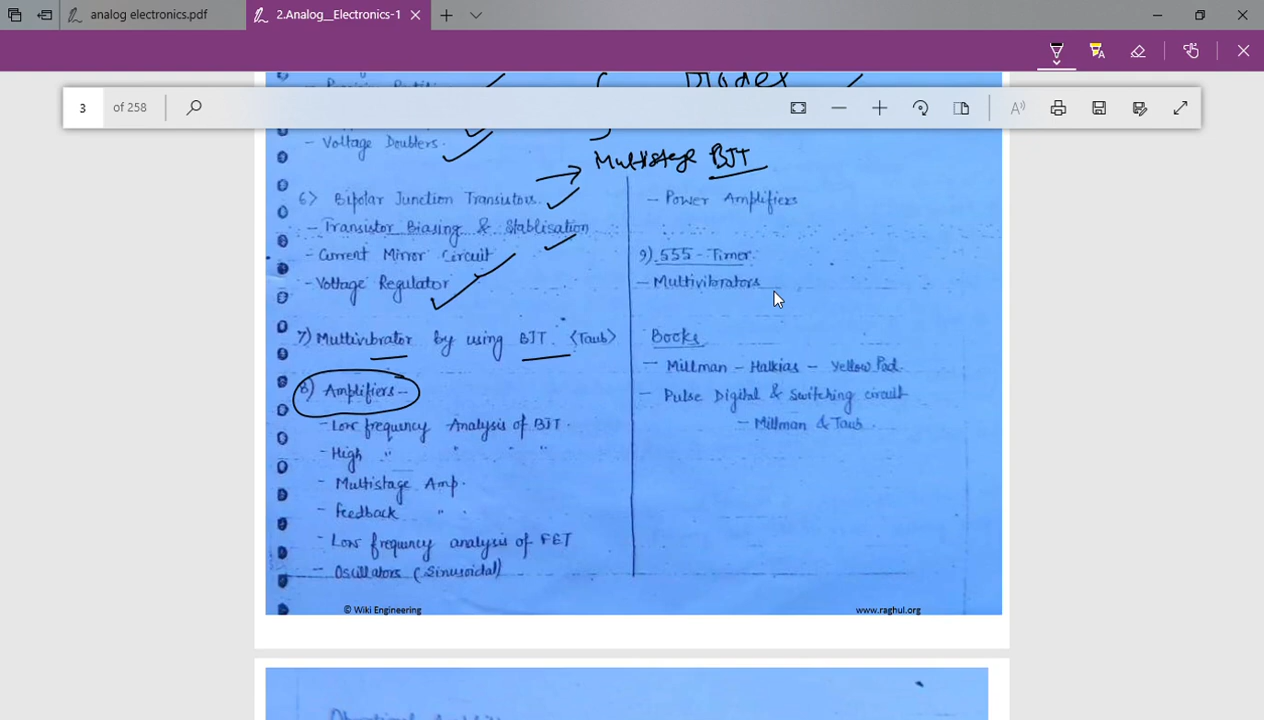 analog electronics.pdf
2.Analog__Electronics-1
3 of 258
Diodes
- Voltage Doublers.
Multistage BJT
6> Bipolar Junction Transistors.
- Transistor Biasing & Stablisation
- Current Mirror Circuit
- Voltage Regulator
7) Multivibrator by using BJT. <Taub>
8) Amplifiers -
- Low frequency Analysis of BJT.
- High " " " "
- Multistage Amp.
- Feedback "
- Low frequency analysis of FET
- Oscillators (Sinusoidal)
- Power Amplifiers
9) 555 - Timer.
- Multivibrators
Books
- Millman - Halkias - Yellow Pad.
- Pulse Digital & Switching circuit
- Millman & Taub.
© Wiki Engineering
www.raghul.org